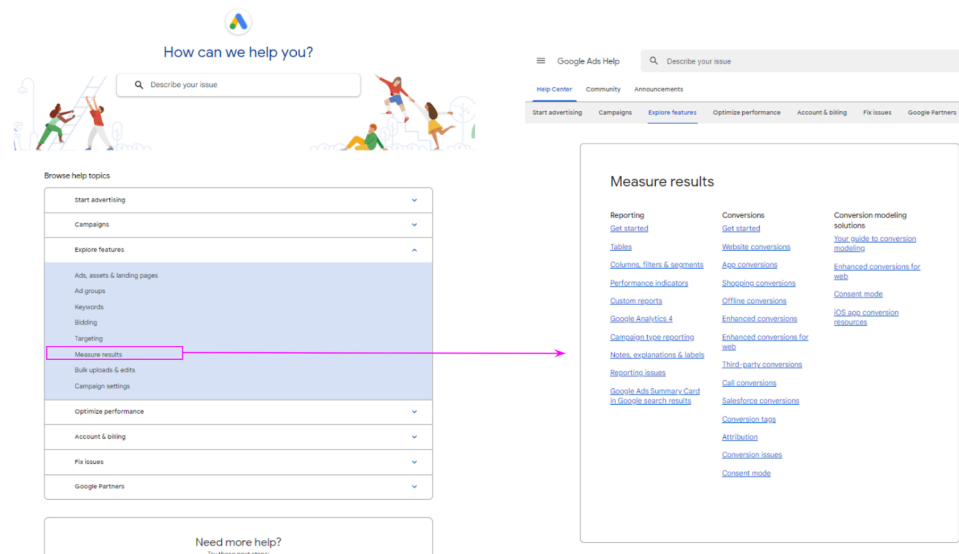 How can we help you?
Describe your issue
Browse help topics
Start advertising
Campaigns
Explore features
Ads, assets & landing pages
Ad groups
Keywords
Bidding
Targeting
Measure results
Bulk uploads & edits
Campaign settings
Optimize performance
Account & billing
Fix issues
Google Partners
Need more help?
Try these next steps:
Google Ads Help
Describe your issue
Help Center Community Announcements
Start advertising Campaigns Explore features Optimize performance Account & billing Fix issues Google Partners
Measure results
Reporting
Get started
Tables
Columns, filters & segments
Performance indicators
Custom reports
Google Analytics 4
Campaign type reporting
Notes, explanations & labels
Reporting issues
Google Ads Summary Card
in Google search results
Conversions
Get started
Website conversions
App conversions
Shopping conversions
Offline conversions
Enhanced conversions
Enhanced conversions for
web
Third-party conversions
Call conversions
Salesforce conversions
Conversion tags
Attribution
Conversion issues
Consent mode
Conversion modeling
solutions
Your guide to conversion
modeling
Enhanced conversions for
web
Consent mode
iOS app conversion
resources